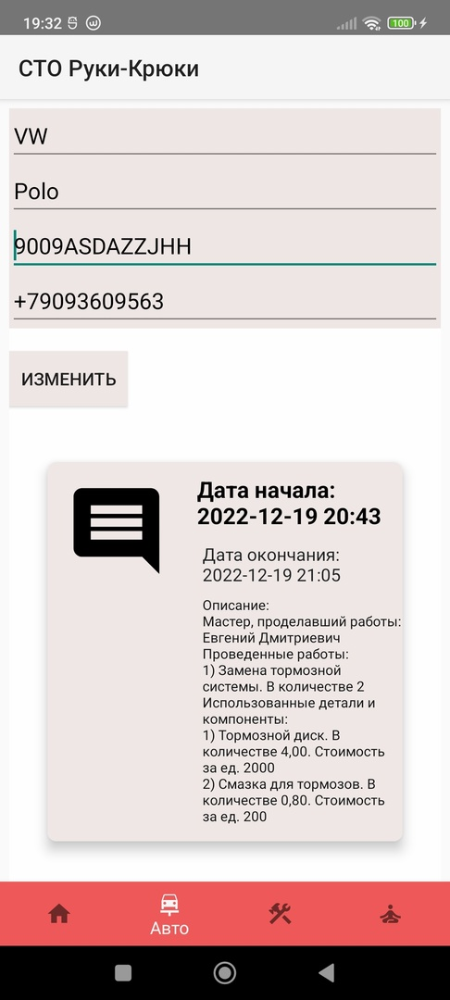 19:32
100
СТО Руки-Крюки
VW
Polo
9009ASDAZZJHH
+79093609563
ИЗМЕНИТЬ
Дата начала:
2022-12-19 20:43
Дата окончания:
2022-12-19 21:05
Описание:
Мастер, проделавший работы:
Евгений Дмитриевич
Проведенные работы:
1) Замена тормозной
системы. В количестве 2
Использованные детали и
компоненты:
1) Тормозной диск. В
количестве 4,00. Стоимость
за ед. 2000
2) Смазка для тормозов. В
количестве 0,80. Стоимость
за ед. 200
Авто